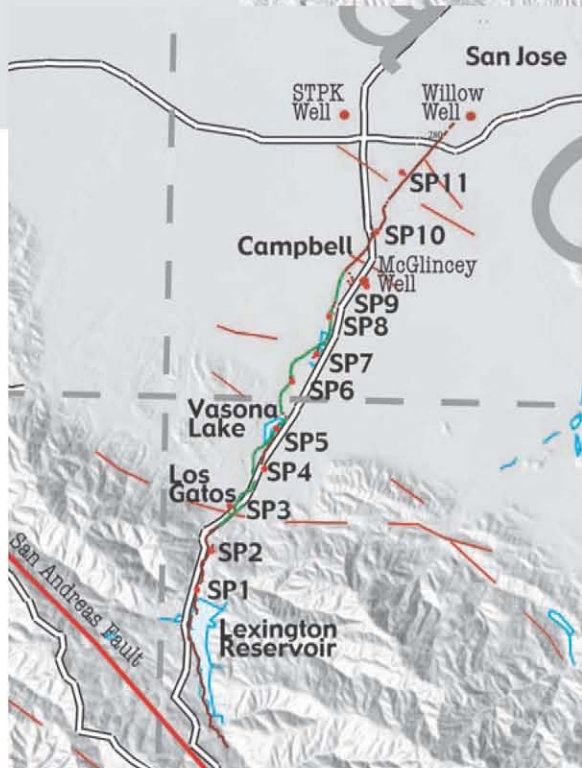 San Jose
STPK
Well
Willow
Well
280
SP11
SP10
Campbell
McGlincey
Well
SP9
SP8
SP7
SP6
Vasona
Lake
SP5
SP4
Los
Gatos
SP3
SP2
San Andreas Fault
SP1
Lexington
Reservoir